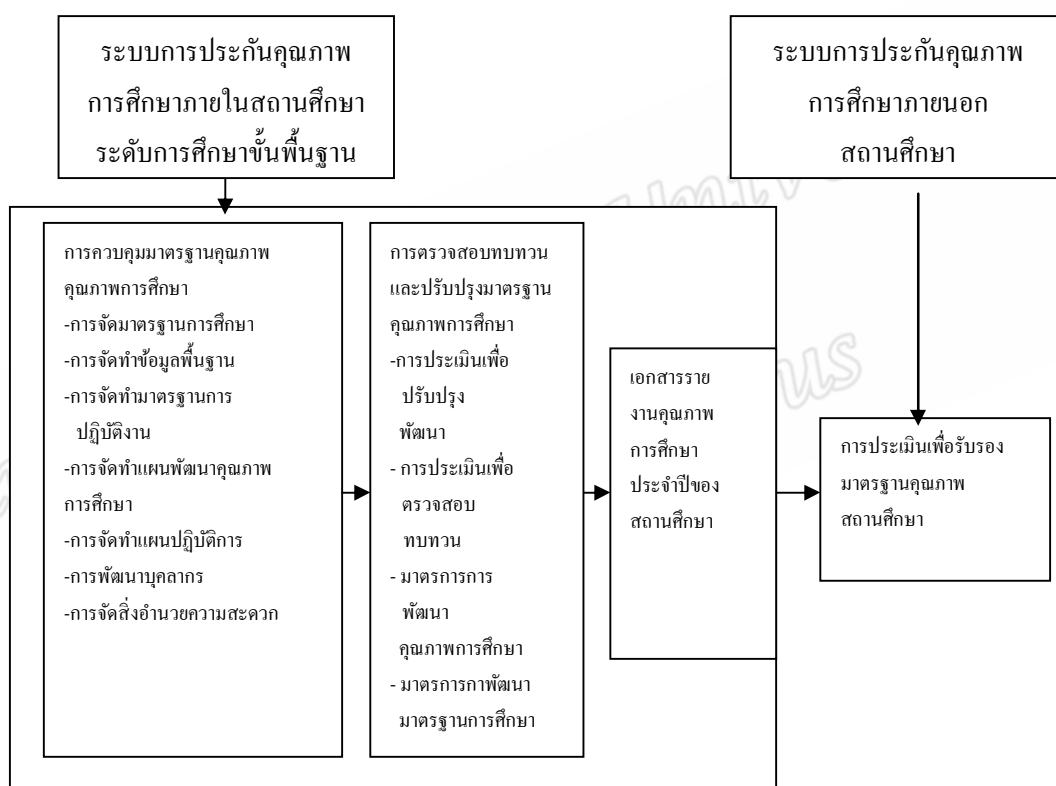 ระบบการประกันคุณภาพ
การศึกษาภายในสถานศึกษา
ระดับการศึกษาขั้นพื้นฐาน
ระบบการประกันคุณภาพ
การศึกษาภายนอก
สถานศึกษา
การควบคุมมาตรฐานคุณภาพ
คุณภาพการศึกษา
-การจัดมาตรฐานการศึกษา
-การจัดทำข้อมูลพื้นฐาน
-การจัดทำมาตรฐานการ
ปฏิบัติงาน
-การจัดทำแผนพัฒนาคุณภาพ
การศึกษา
-การจัดทำแผนปฏิบัติการ
-การพัฒนาบุคลากร
-การจัดสิ่งอำนวยความสะดวก
การตรวจสอบทบทวน
และปรับปรุงมาตรฐาน
คุณภาพการศึกษา
-การประเมินเพื่อ
ปรับปรุง
พัฒนา
- การประเมินเพื่อ
ตรวจสอบ
ทบทวน
- มาตรการการ
พัฒนา
คุณภาพการศึกษา
- มาตรการกาพัฒนา
มาตรฐานการศึกษา
เอกสารราย
งานคุณภาพ
การศึกษา
ประจำปีของ
สถานศึกษา
การประเมินเพื่อรับรอง
มาตรฐานคุณภาพ
สถานศึกษา